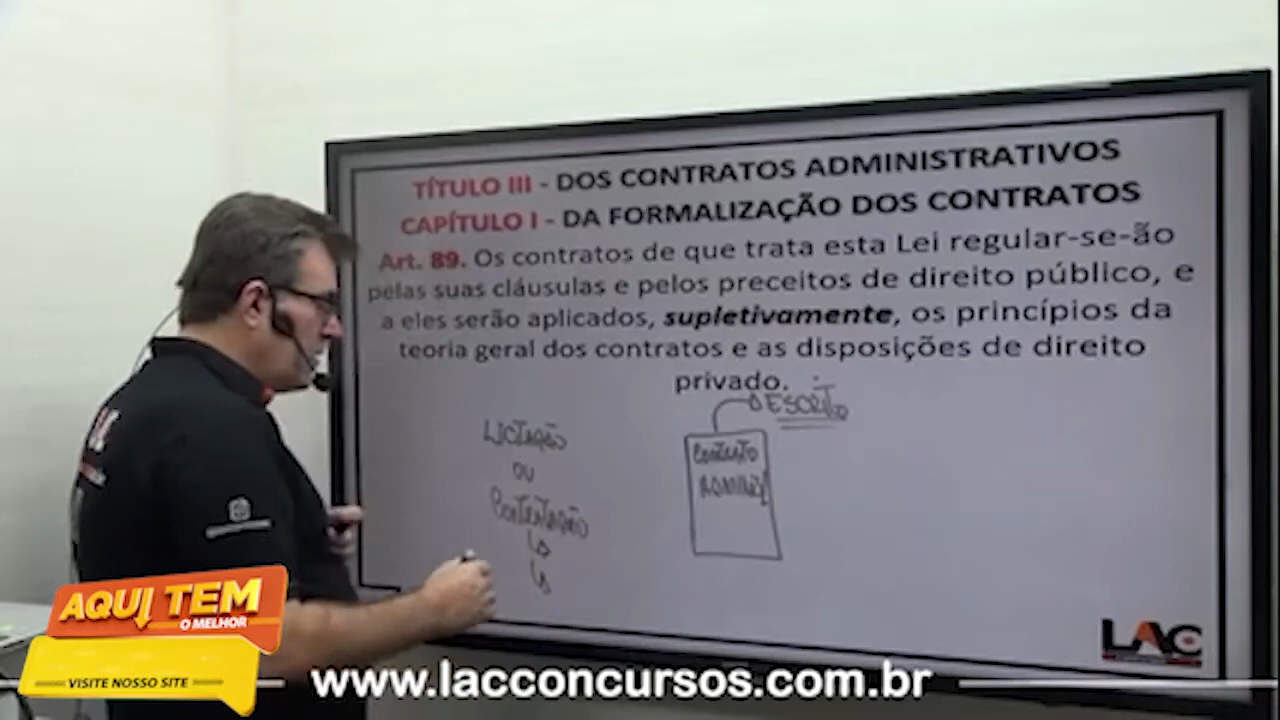 TÍTULO III - DOS CONTRATOS ADMINISTRATIVOS
CAPÍTULO I - DA FORMALIZAÇÃO DOS CONTRATOS
Art. 89. Os contratos de que trata esta Lei regular-se-ão
pelas suas cláusulas e pelos preceitos de direito público, e
a eles serão aplicados, supletivamente, os princípios da
teoria geral dos contratos e as disposições de direito
privado.
ESCRITO
LICITAÇÃO
OU
CONTRATAÇÃO
CONTRATO
LAC
AQUI TEM
O MELHOR
VISITE NOSSO SITE
www.lacconcursos.com.br